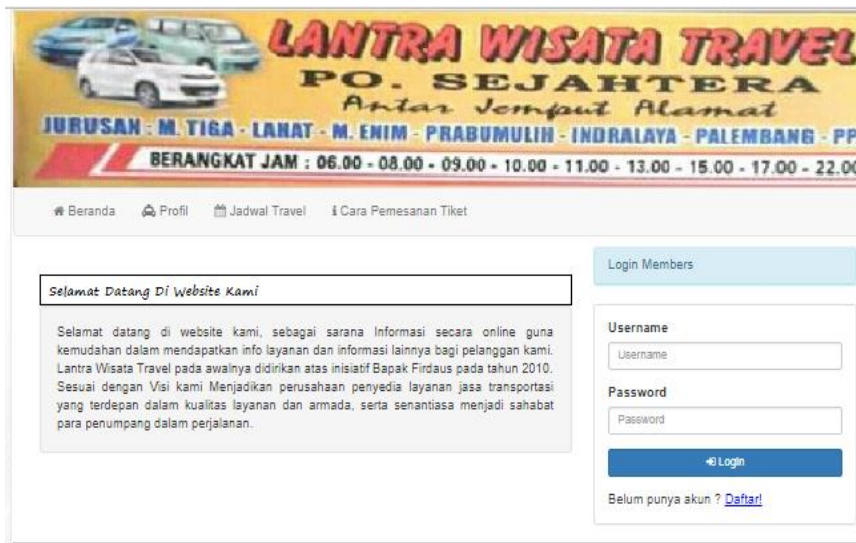 LANTRA WISATA TRAVEL
PO. SEJAHTERA
Antar Jemput Alamat
JURUSAN : M. TIGA - LAHAT - M. ENIM - PRABUMULIH - INDRALAYA - PALEMBANG - PP
BERANGKAT JAM : 06.00 - 08.00 - 09.00 - 10.00 - 11.00 - 13.00 - 15.00 - 17.00 - 22.00
Beranda Profil Jadwal Travel Cara Pemesanan Tiket
Selamat Datang Di Website Kami
Selamat datang di website kami, sebagai sarana Informasi secara online guna
kemudahan dalam mendapatkan info layanan dan informasi lainnya bagi pelanggan kami.
Lantra Wisata Travel pada awalnya didirikan atas inisiatif Bapak Firdaus pada tahun 2010.
Sesuai dengan Visi kami Menjadikan perusahaan penyedia layanan jasa transportasi
yang terdepan dalam kualitas layanan dan armada, serta senantiasa menjadi sahabat
para penumpang dalam perjalanan.
Login Members
Username
Username
Password
Password
Login
Belum punya akun ? Daftar!